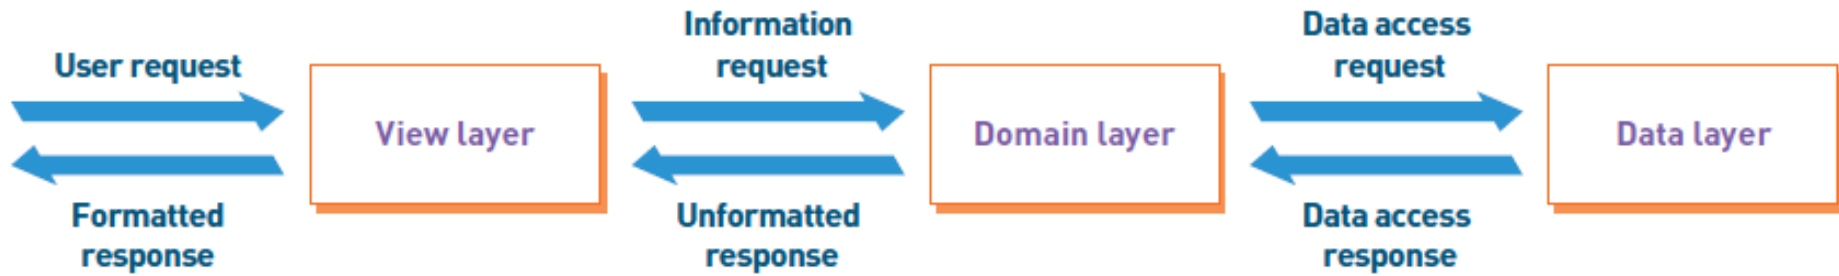 User request
Formatted
response
View layer
Information
request
Unformatted
response
Domain layer
Data access
request
Data access
response
Data layer